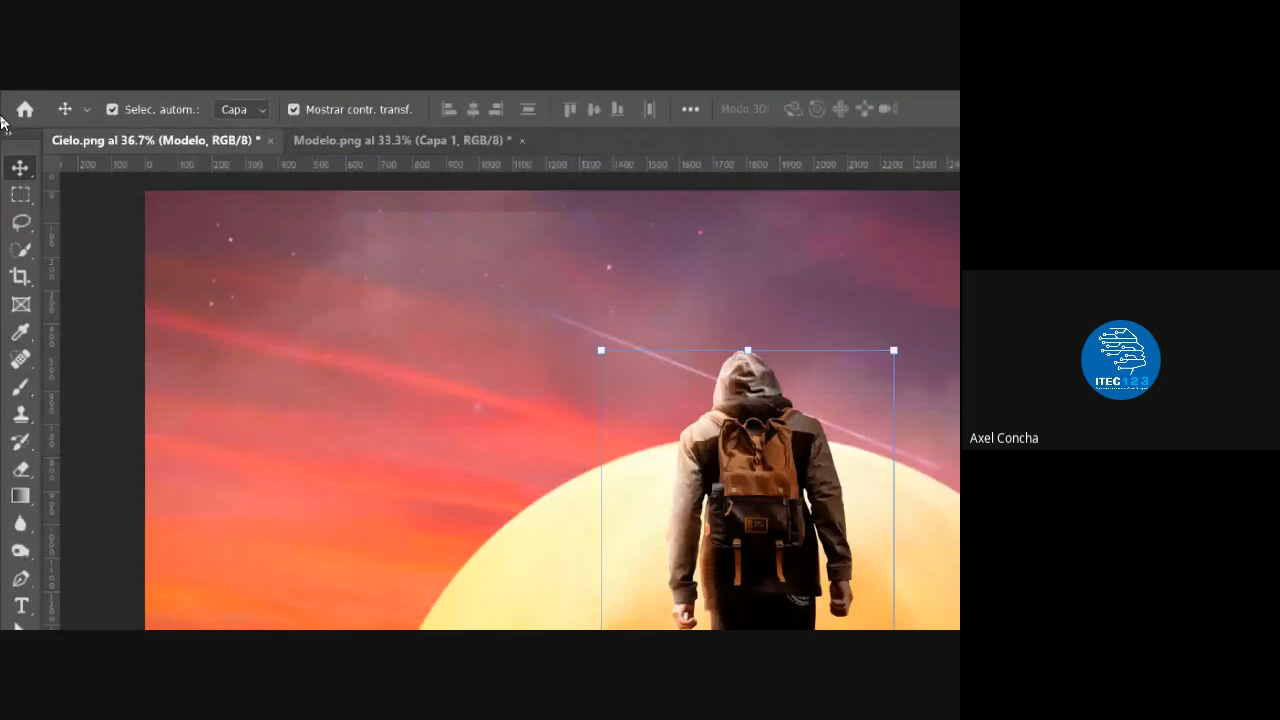 Selec. autom.: Capa Mostrar contr. transf. Modo 3D:
Cielo.png al 36.7% (Modelo, RGB/8) * × Modelo.png al 33.3% (Capa 1, RGB/8) * ×
200 100 0 100 200 300 400 500 600 700 800 900 1000 1100 1200 1300 1400 1500 1600 1700 1800 1900 2000 2100 2200 2300
T
ITEC 123
Axel Concha